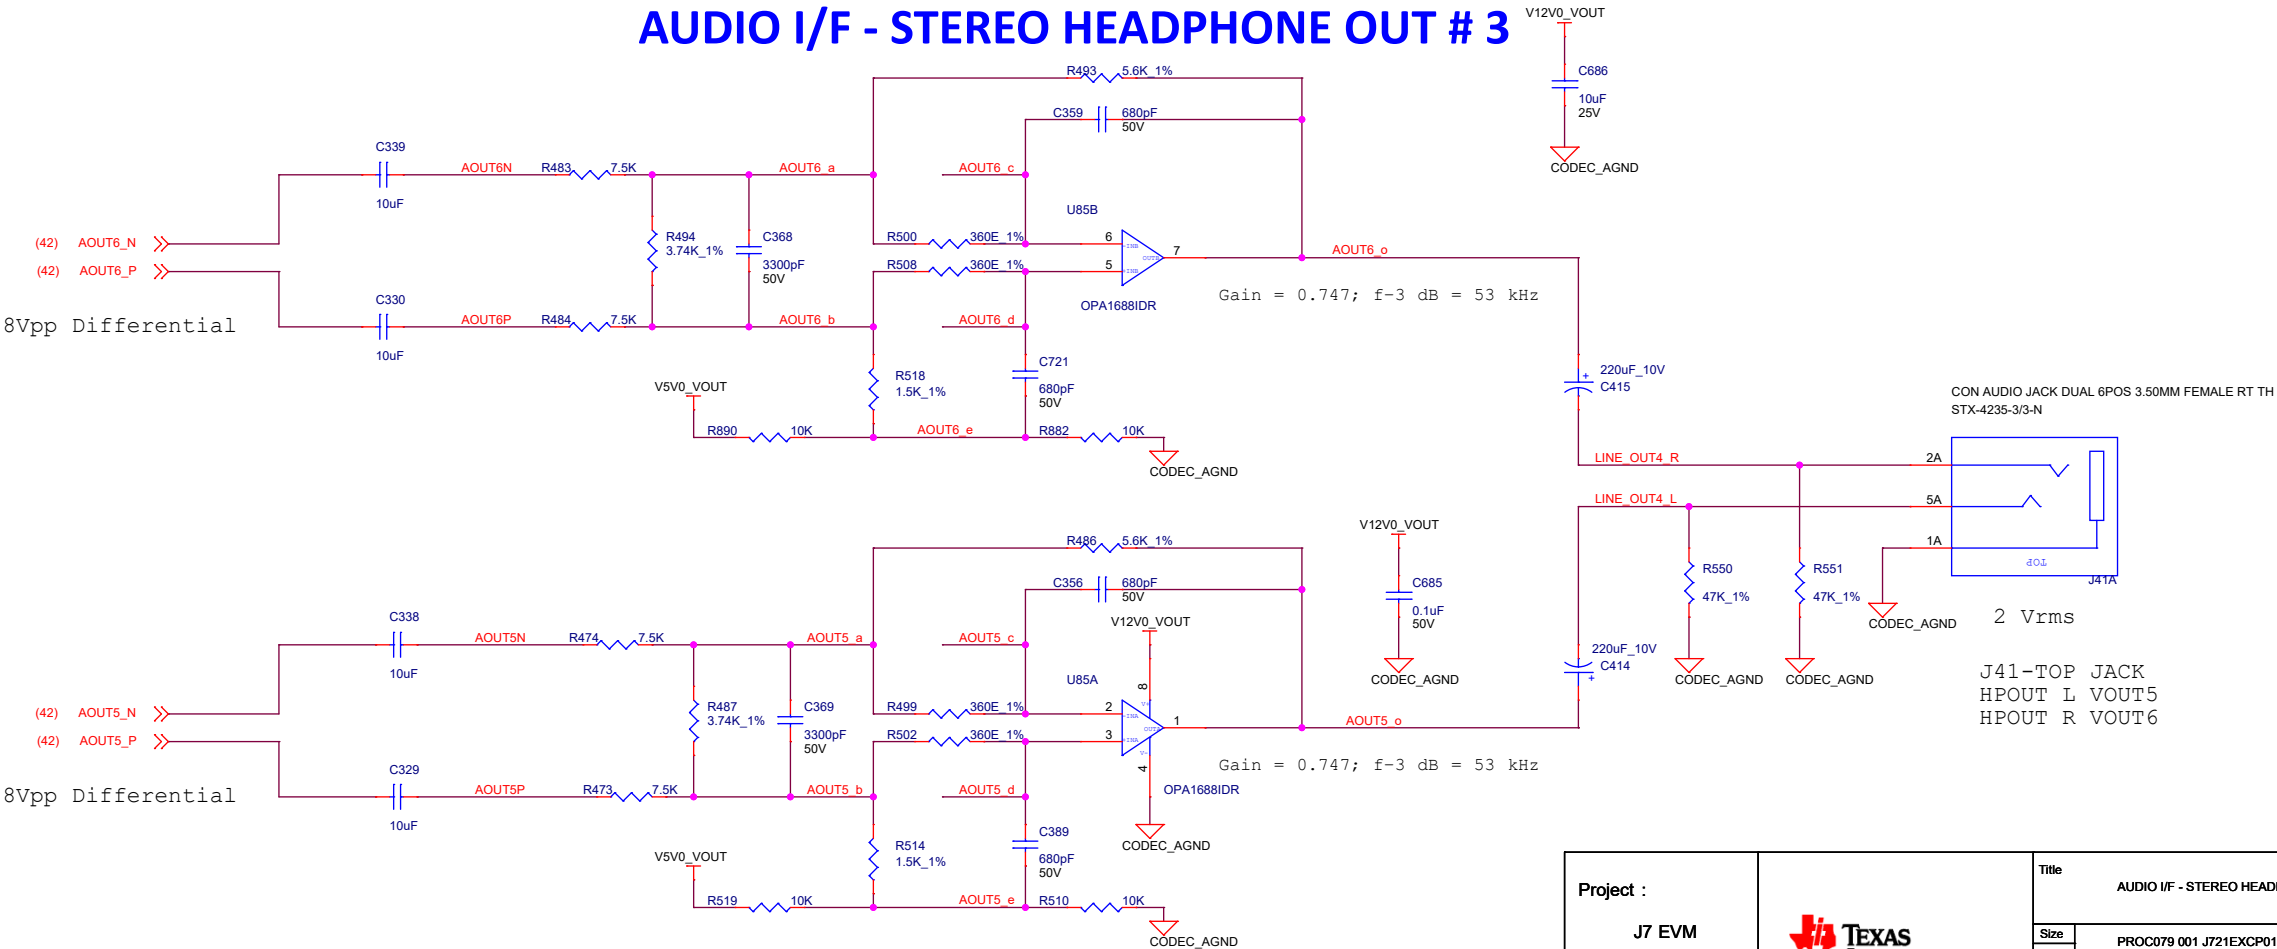 AUDIO I/F - STEREO HEADPHONE OUT # 3
V12V0_VOUT
C686
10uF
25V
CODEC_AGND
R493 5.6K_1%
C359 680pF
50V
C339
10uF
AOUT6N
R483 7.5K
AOUT6_a
AOUT6_c
U85B
(42) AOUT6_N
(42) AOUT6_P
R494
3.74K_1%
C368
3300pF
50V
R500 360E_1%
R508 360E_1%
6
5
7
-INB
+INB
OUTB
OPA1688IDR
AOUT6_o
Gain = 0.747; f-3 dB = 53 kHz
8Vpp Differential
C330
10uF
AOUT6P
R484 7.5K
AOUT6_b
AOUT6_d
R518
1.5K_1%
C721
680pF
50V
V5V0_VOUT
R890 10K
AOUT6_e
R882 10K
CODEC_AGND
220uF_10V
C415
CON AUDIO JACK DUAL 6POS 3.50MM FEMALE RT TH
STX-4235-3/3-N
LINE_OUT4_R
2A
LINE_OUT4_L
5A
1A
TOP
J41A
R550
47K_1%
R551
47K_1%
CODEC_AGND
CODEC_AGND
CODEC_AGND
2 Vrms
J41-TOP JACK
HPOUT L VOUT5
HPOUT R VOUT6
V12V0_VOUT
C685
0.1uF
50V
CODEC_AGND
220uF_10V
C414
R486 5.6K_1%
C356 680pF
50V
V12V0_VOUT
C338
10uF
AOUT5N
R474 7.5K
AOUT5_a
AOUT5_c
U85A
(42) AOUT5_N
(42) AOUT5_P
R487
3.74K_1%
C369
3300pF
50V
R499 360E_1%
R502 360E_1%
2
3
8
4
1
-INA
+INA
V+
V-
OUTA
OPA1688IDR
CODEC_AGND
AOUT5_o
Gain = 0.747; f-3 dB = 53 kHz
8Vpp Differential
C329
10uF
AOUT5P
R473 7.5K
AOUT5_b
AOUT5_d
R514
1.5K_1%
C389
680pF
50V
V5V0_VOUT
R519 10K
AOUT5_e
R510 10K
CODEC_AGND
Project :
J7 EVM
TEXAS
Title
AUDIO I/F - STEREO HEAD
Size
PROC079 001 J721EXCP01